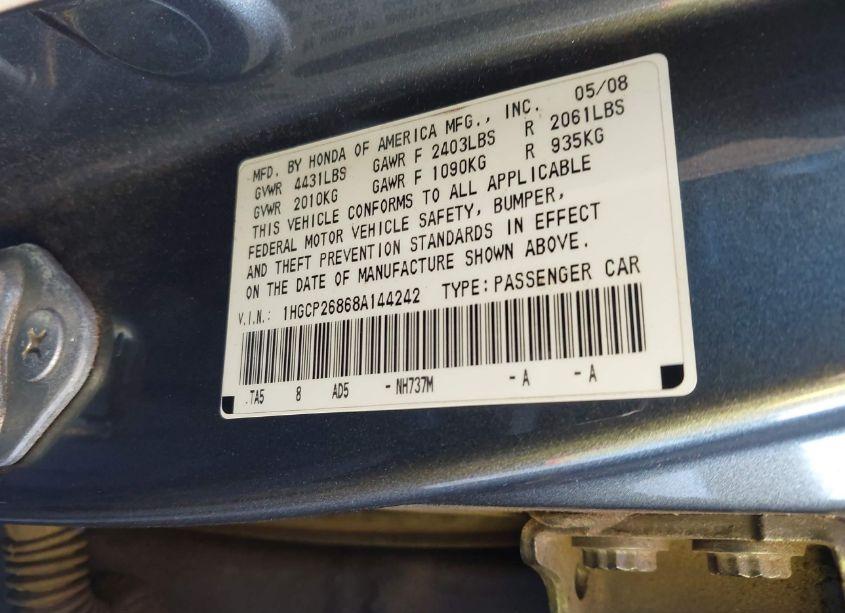 MFD. BY HONDA OF AMERICA MFG., INC. 05/08
GVWR 4431LBS GAWR F 2403LBS R 2061LBS
GVWR 2010KG GAWR F 1090KG R 935KG
THIS VEHICLE CONFORMS TO ALL APPLICABLE
FEDERAL MOTOR VEHICLE SAFETY, BUMPER,
AND THEFT PREVENTION STANDARDS IN EFFECT
ON THE DATE OF MANUFACTURE SHOWN ABOVE.
V.I.N.: 1HGCP26868A144242 TYPE: PASSENGER CAR
.TA5 8 AD5 -NH737M -A -A